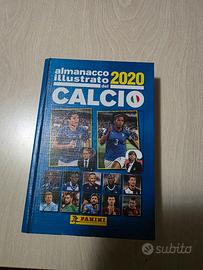 almanacco
illustrato 2020
del
CALCIO
PANINI
subito